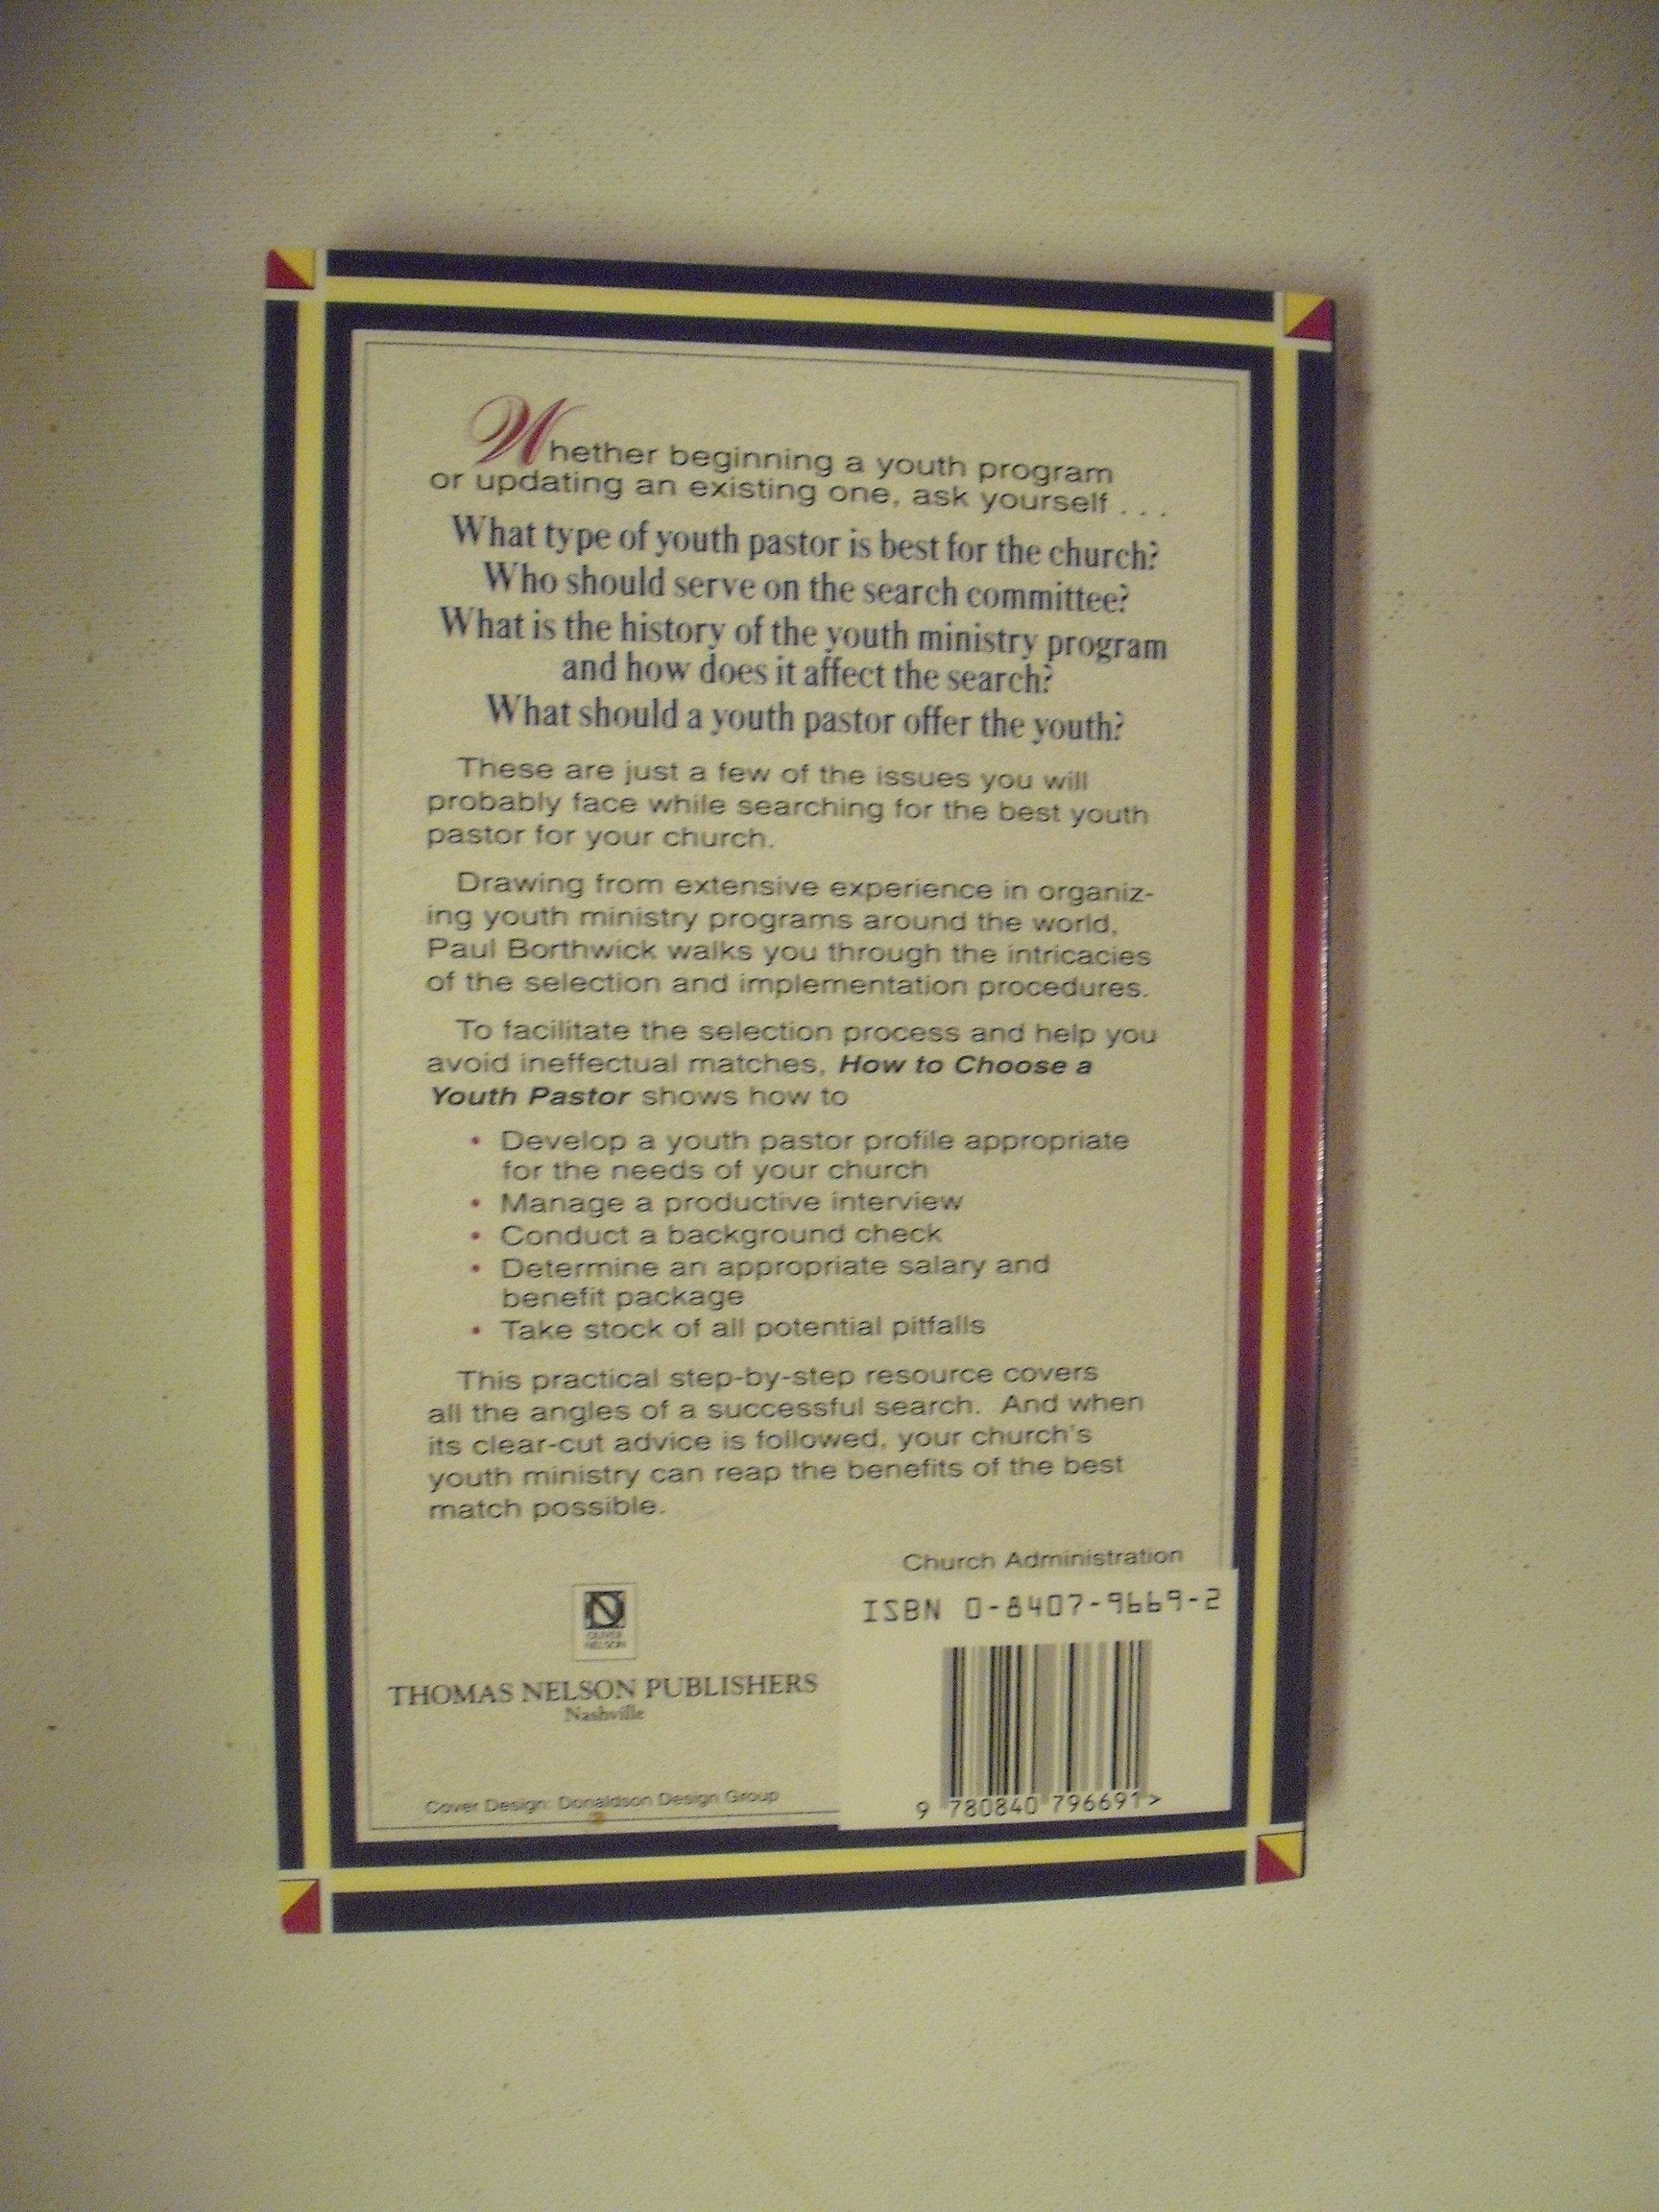 Whether beginning a youth program
or updating an existing one, ask yourself . . .
What type of youth pastor is best for the church?
Who should serve on the search committee?
What is the history of the youth ministry program
and how does it affect the search?
What should a youth pastor offer the youth?
These are just a few of the issues you will
probably face while searching for the best youth
pastor for your church.
Drawing from extensive experience in organiz-
ing youth ministry programs around the world,
Paul Borthwick walks you through the intricacies
of the selection and implementation procedures.
To facilitate the selection process and help you
avoid ineffectual matches, How to Choose a
Youth Pastor shows how to
• Develop a youth pastor profile appropriate
for the needs of your church
• Manage a productive interview
• Conduct a background check
• Determine an appropriate salary and
benefit package
• Take stock of all potential pitfalls
This practical step-by-step resource covers
all the angles of a successful search. And when
its clear-cut advice is followed, your church's
youth ministry can reap the benefits of the best
match possible.
Church Administration
ISBN 0-8407-9669-2
9 780840 796691>
OLIVER
NELSON
THOMAS NELSON PUBLISHERS
Nashville
Cover Design: Donaldson Design Group